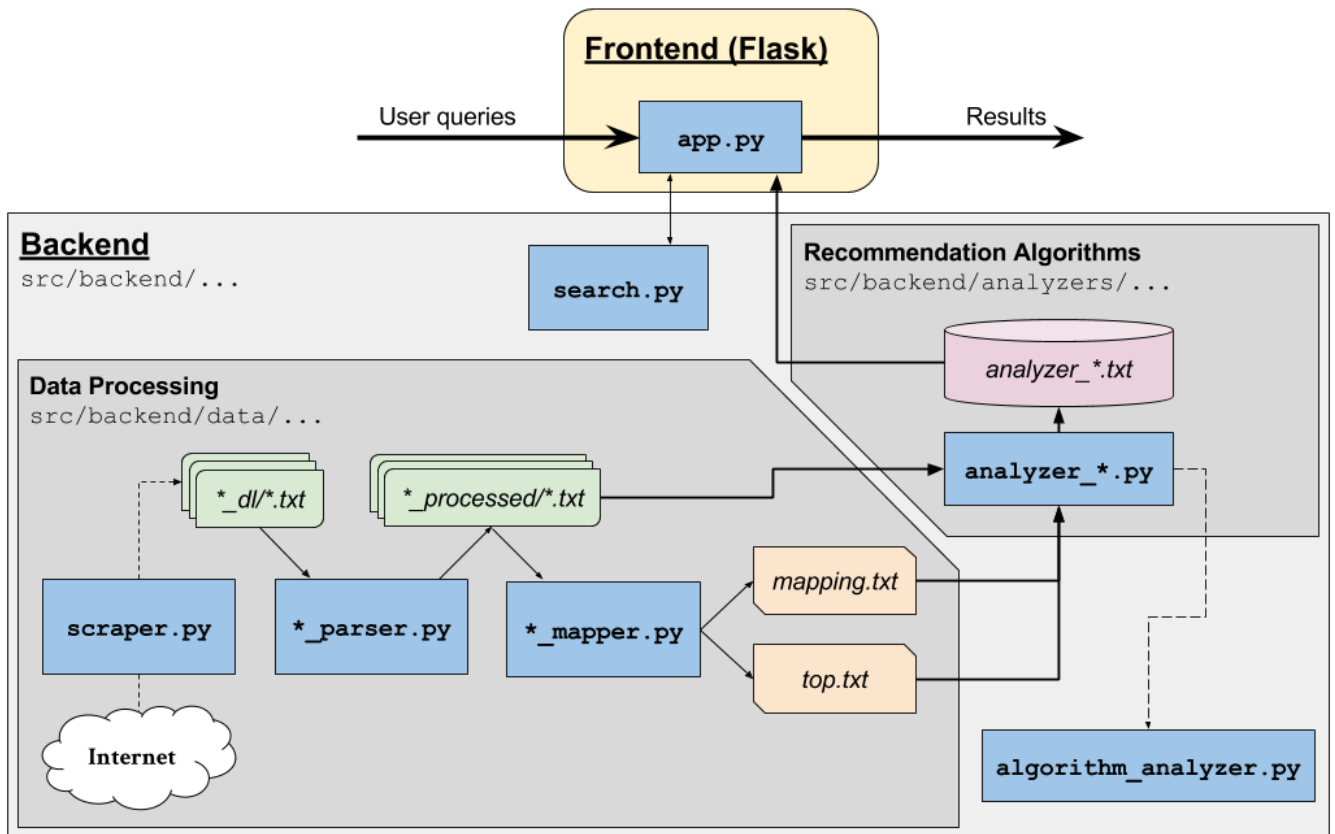 Frontend (Flask)
User queries
app.py
Results
Backend
src/backend/...
search.py
Recommendation Algorithms
src/backend/analyzers/...
analyzer_*.txt
analyzer_*.py
Data Processing
src/backend/data/...
*_dl/*.txt
*_processed/*.txt
scraper.py
*_parser.py
*_mapper.py
mapping.txt
top.txt
Internet
algorithm_analyzer.py